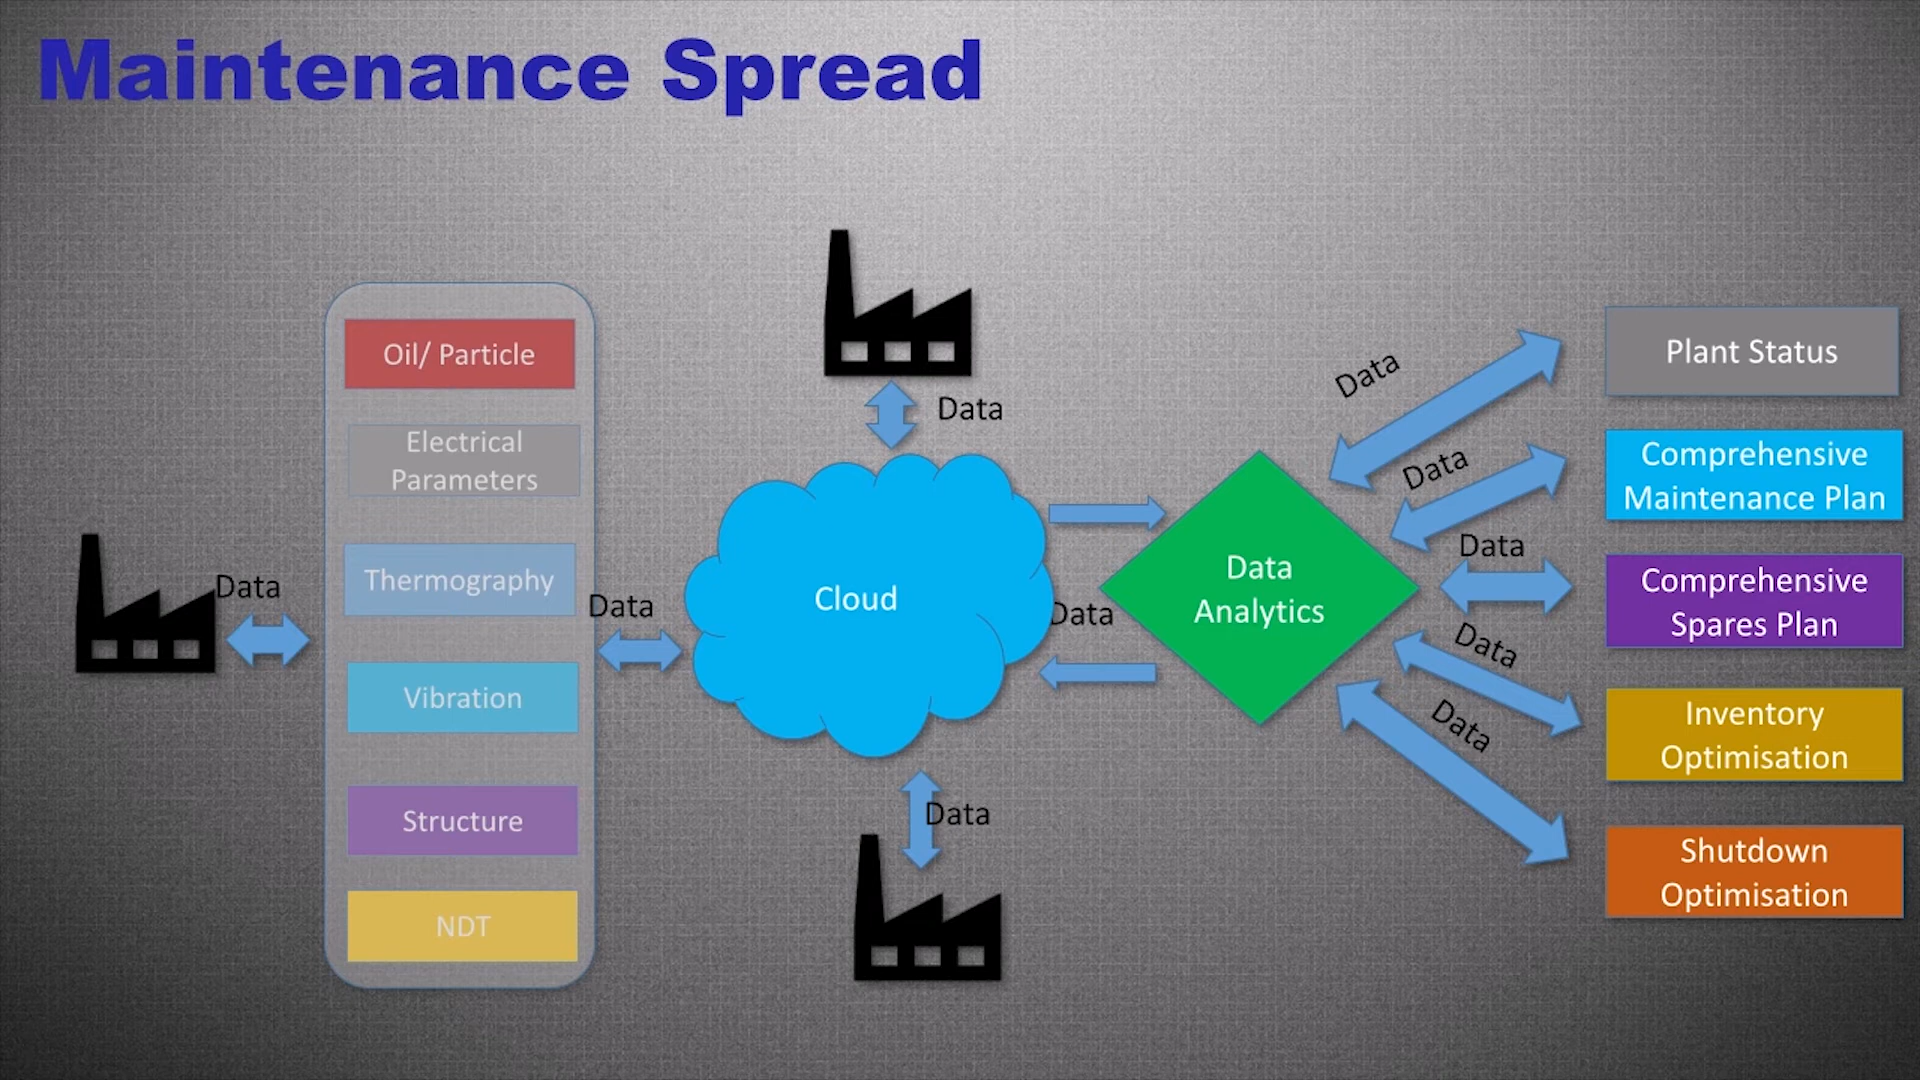 Maintenance Spread
Data
Oil/ Particle
Electrical
Parameters
Thermography
Vibration
Structure
NDT
Data
Data
Cloud
Data
Data
Data
Analytics
Data
Data
Data
Data
Data
Plant Status
Comprehensive
Maintenance Plan
Comprehensive
Spares Plan
Inventory
Optimisation
Shutdown
Optimisation